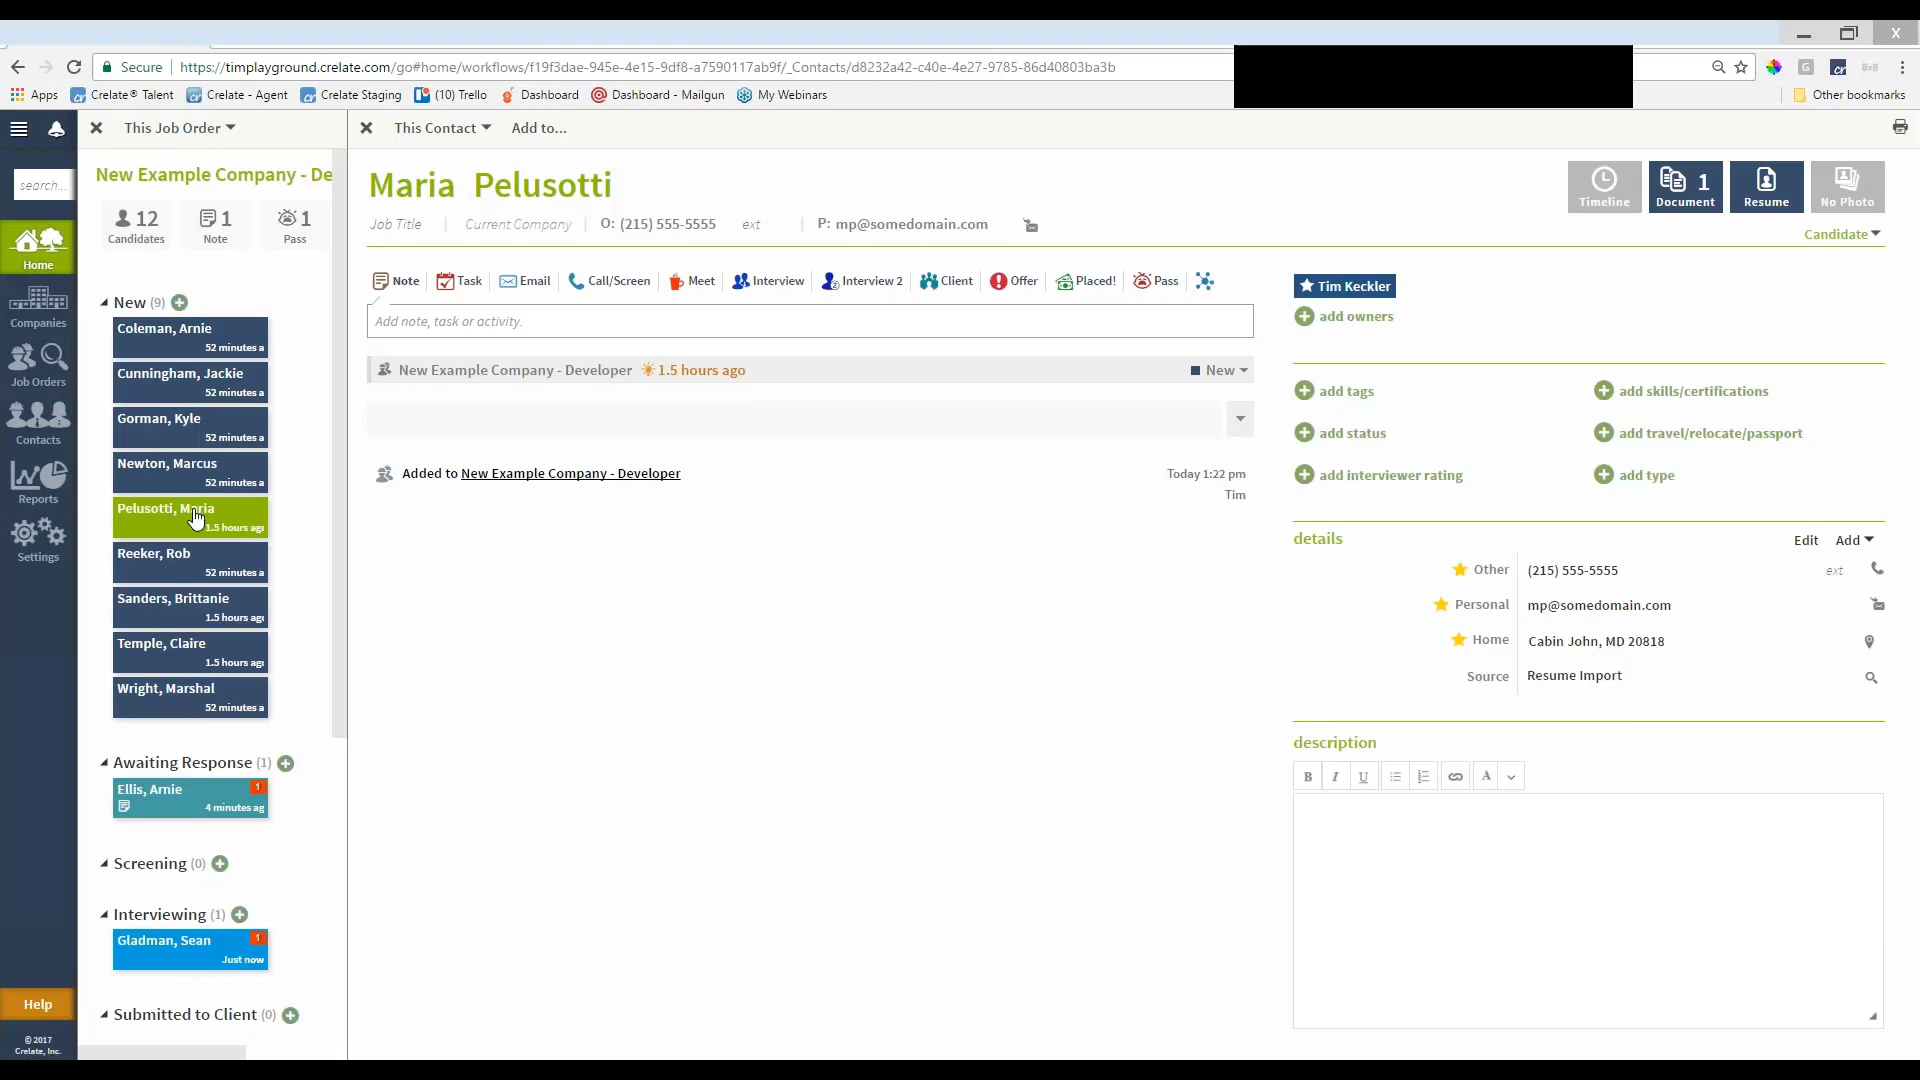 X
Secure https://timplayground.crelate.com/go#home/workflows/f19f3dae-945e-4e15-9df8-a7590117ab9f/_Contacts/d8232a42-c40e-4e27-9785-86d40803ba3b
Apps Crelate® Talent Crelate - Agent Crelate Staging (10) Trello Dashboard Dashboard - Mailgun My Webinars Other bookmarks
This Job Order
This Contact Add to...
search...
Home
Companies
Job Orders
Contacts
Reports
Settings
Help
© 2017
Crelate, Inc.
New Example Company - De
12 Candidates
1 Note
1 Pass
New (9)
Coleman, Arnie
52 minutes a
Cunningham, Jackie
52 minutes a
Gorman, Kyle
52 minutes a
Newton, Marcus
52 minutes a
Pelusotti, Maria
1.5 hours ag
Reeker, Rob
52 minutes a
Sanders, Brittanie
1.5 hours ag
Temple, Claire
1.5 hours ag
Wright, Marshal
52 minutes a
Awaiting Response (1)
Ellis, Arnie 1
4 minutes ag
Screening (0)
Interviewing (1)
Gladman, Sean 1
Just now
Submitted to Client (0)
Maria Pelusotti
Job Title | Current Company | O: (215) 555-5555 ext | P: mp@somedomain.com
Timeline
1 Document
Resume
No Photo
Candidate
Note Task Email Call/Screen Meet Interview Interview 2 Client Offer Placed! Pass
Add note, task or activity.
New Example Company - Developer 1.5 hours ago New
Added to New Example Company - Developer Today 1:22 pm
Tim
Tim Keckler
add owners
add tags add skills/certifications
add status add travel/relocate/passport
add interviewer rating add type
details Edit Add
Other (215) 555-5555 ext
Personal mp@somedomain.com
Home Cabin John, MD 20818
Source Resume Import
description
B I U A